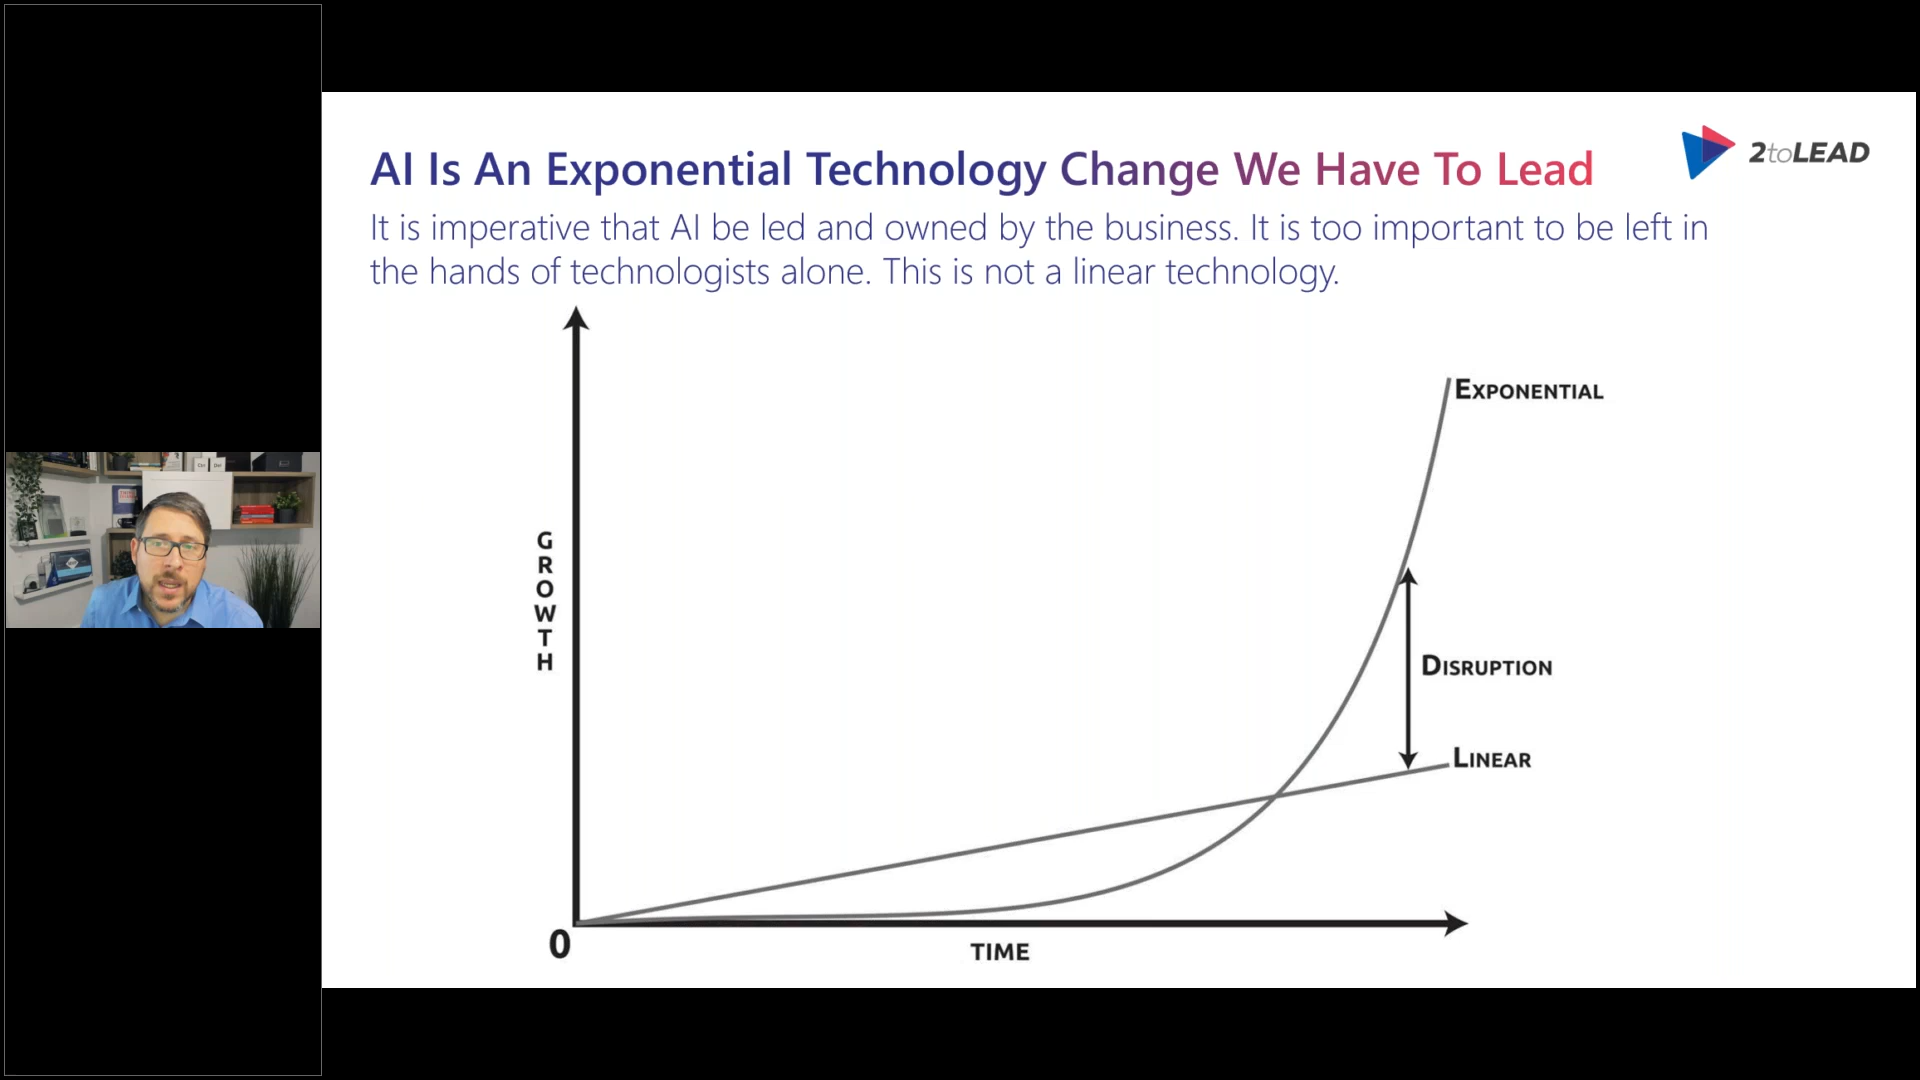 AI Is An Exponential Technology Change We Have To Lead
2toLEAD
It is imperative that AI be led and owned by the business. It is too important to be left in
the hands of technologists alone. This is not a linear technology.
EXPONENTIAL
GROWTH
DISRUPTION
LINEAR
0
TIME